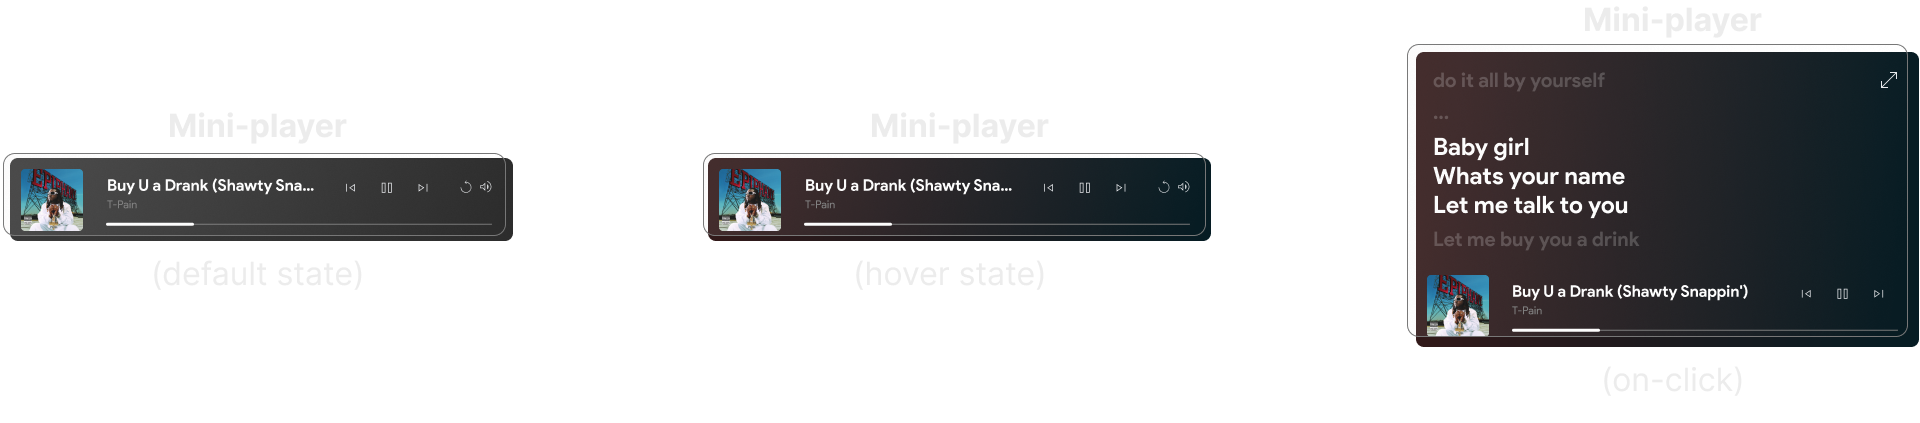 Mini-player
Buy U a Drank (Shawty Sna...
T-Pain
(default state)
Mini-player
Buy U a Drank (Shawty Sna...
T-Pain
(hover state)
Mini-player
do it all by yourself
...
Baby girl
Whats your name
Let me talk to you
Let me buy you a drink
Buy U a Drank (Shawty Snappin')
T-Pain
(on-click)